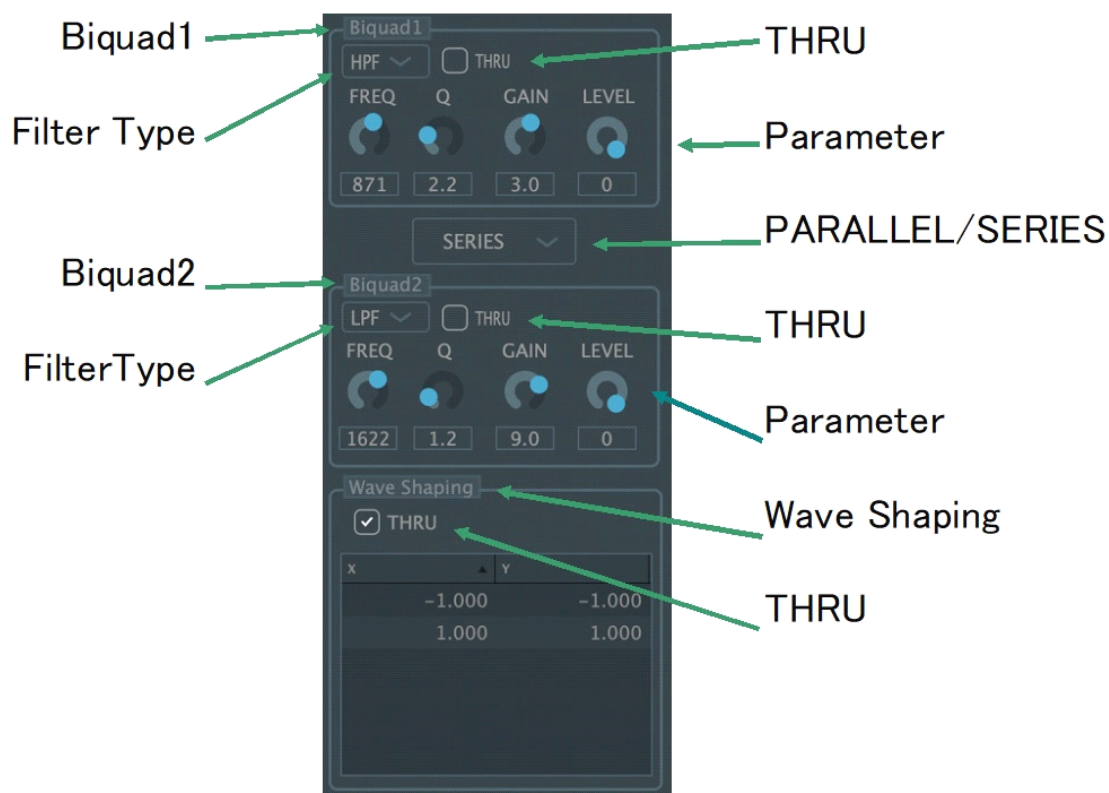 Biquad1
Biquad1
THRU
HPF
THRU
Filter Type
FREQ Q GAIN LEVEL
Parameter
871 2.2 3.0 0
SERIES
PARALLEL/SERIES
Biquad2
Biquad2
LPF
THRU
THRU
FilterType
FREQ Q GAIN LEVEL
Parameter
1622 1.2 9.0 0
Wave Shaping
Wave Shaping
THRU
X Y
-1.000 -1.000
THRU
1.000 1.000